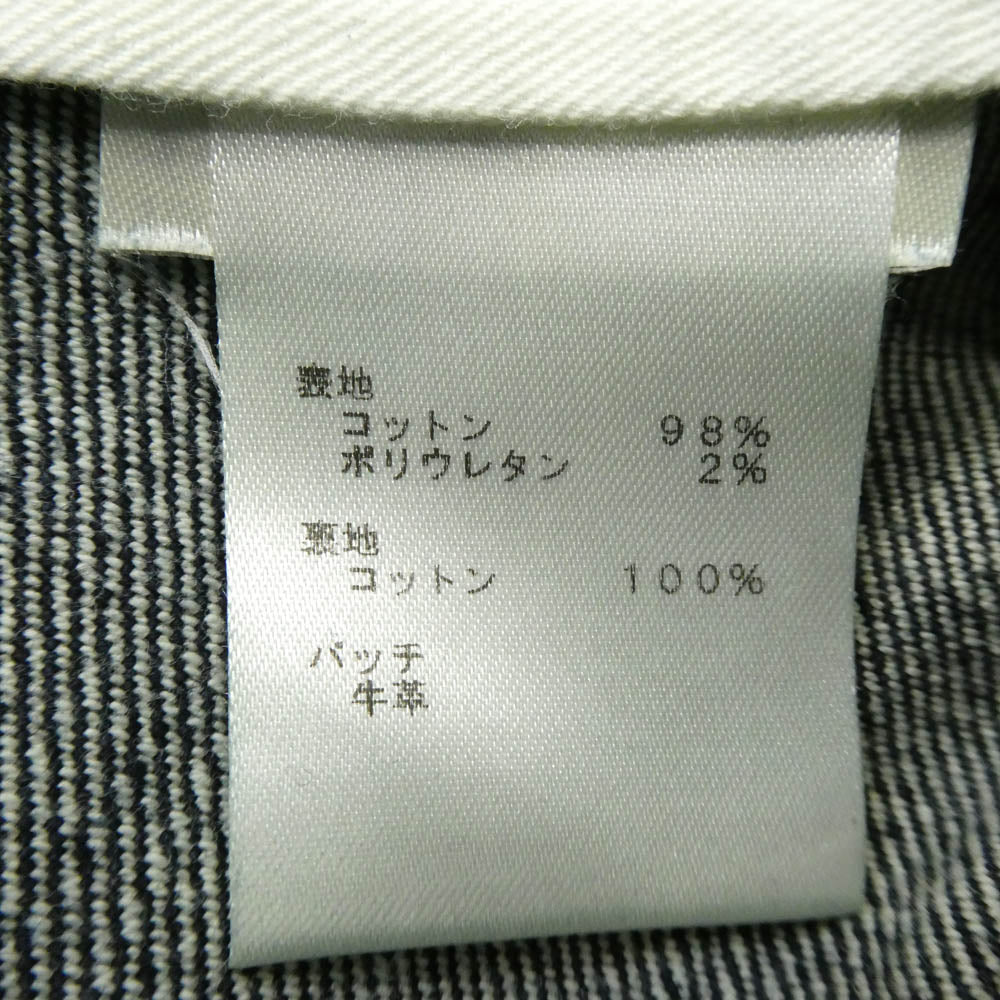 表地
コットン 98%
ポリウレタン 2%
裏地
コットン 100%
パッチ
牛革